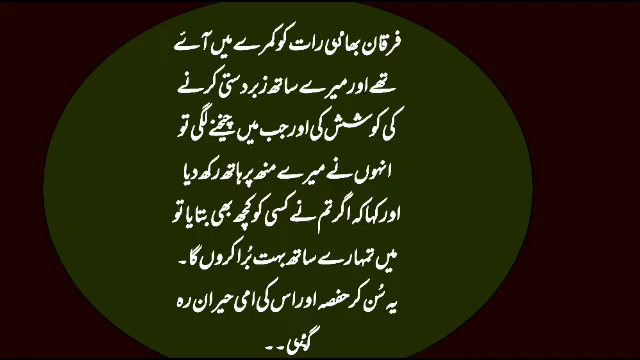 فرقان بھائی رات کو کمرے میں آئے
تھے اور میرے ساتھ زبردستی کرنے
کی کوشش کی اور جب میں چیخنے لگی تو
انہوں نے میرے منھ پر ہاتھ رکھ دیا
اور کہا کہ اگر تم نے کسی کو کچھ بھی بتایا تو
میں تمہارے ساتھ بہت بُرا کروں گا۔
یہ سُن کر حفصہ اور اس کی امی حیران رہ
گئی۔۔